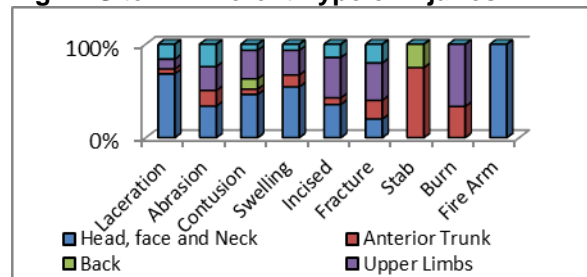 100%
0%
Laceration
Abrasion
Contusion
Swelling
Incised
Fracture
Stab
Burn
Fire Arm
Head, face and Neck
Anterior Trunk
Back
Upper Limbs